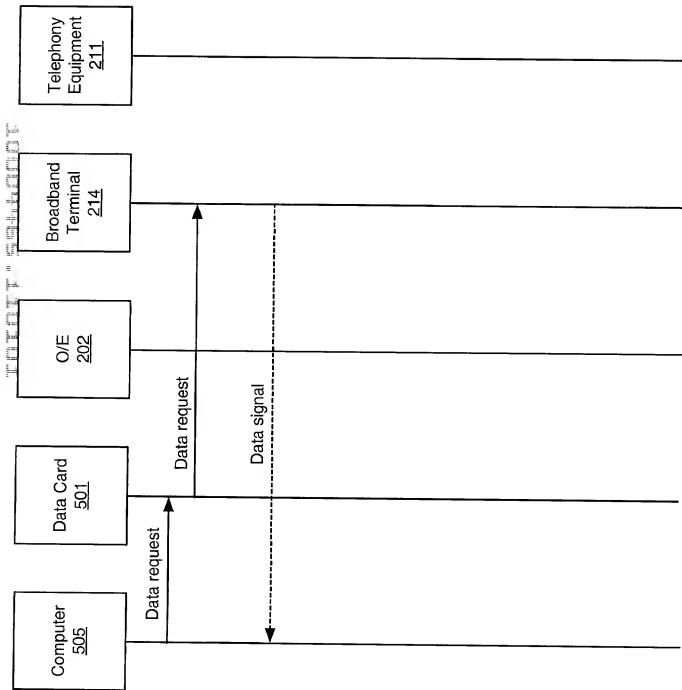 Computer
505
Data Card
501
O/E
202
Broadband
Terminal
214
Telephony
Equipment
211
Data request
Data request
Data signal